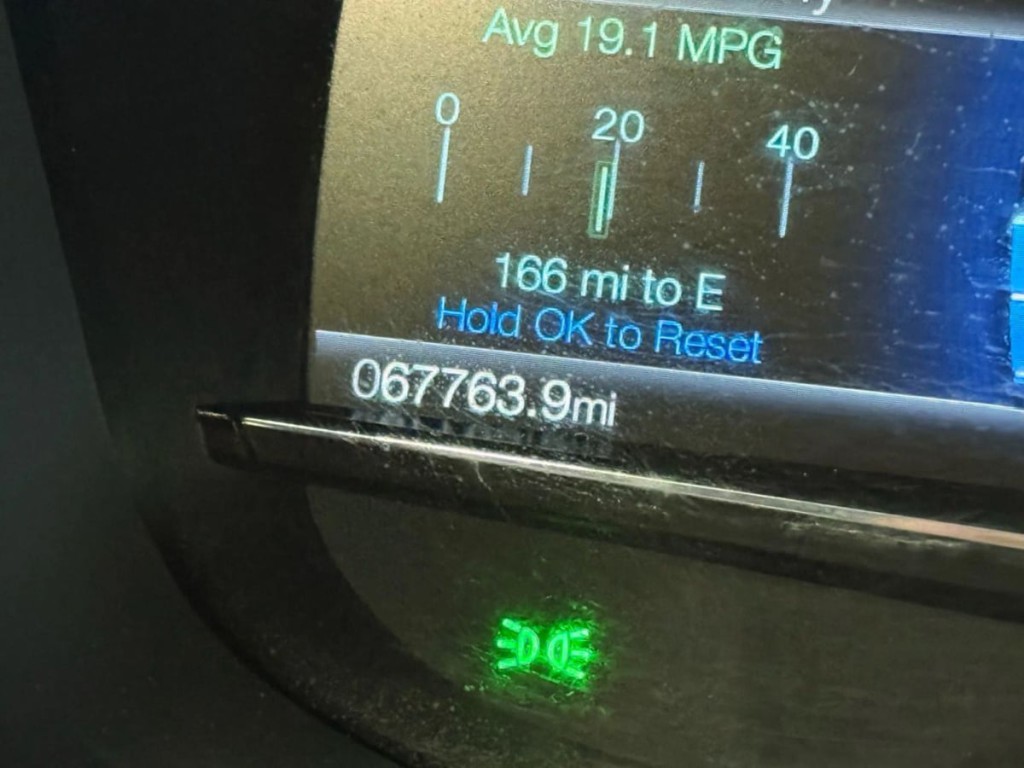 Avg 19.1 MPG
0 20 40
166 mi to E
Hold OK to Reset
067763.9mi